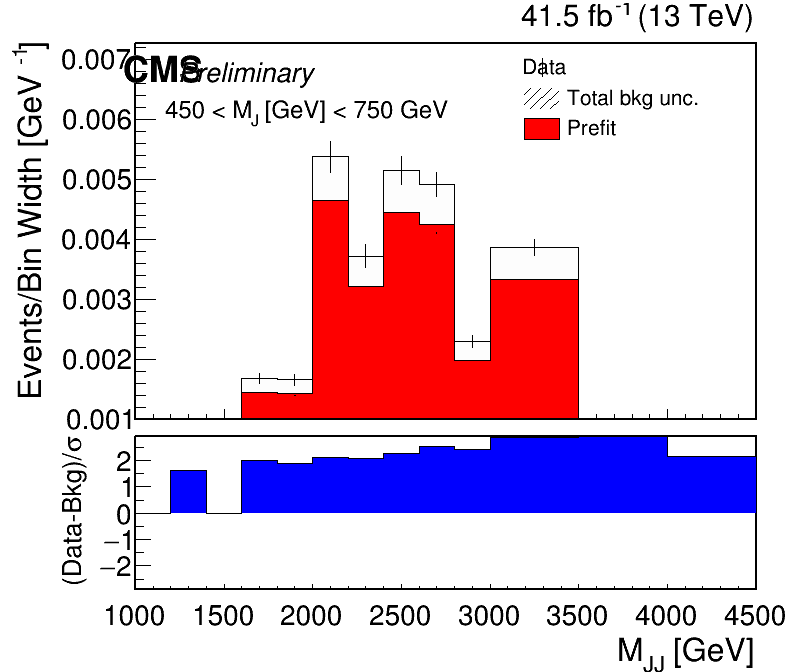 41.5 fb⁻¹ (13 TeV)
CMS Preliminary
450 < M_J [GeV] < 750 GeV
Data
Total bkg unc.
Prefit
Events/Bin Width [GeV⁻¹]
0.007
0.006
0.005
0.004
0.003
0.002
0.001
(Data-Bkg)/σ
2
1
0
−1
−2
1000 1500 2000 2500 3000 3500 4000 4500
M_JJ [GeV]